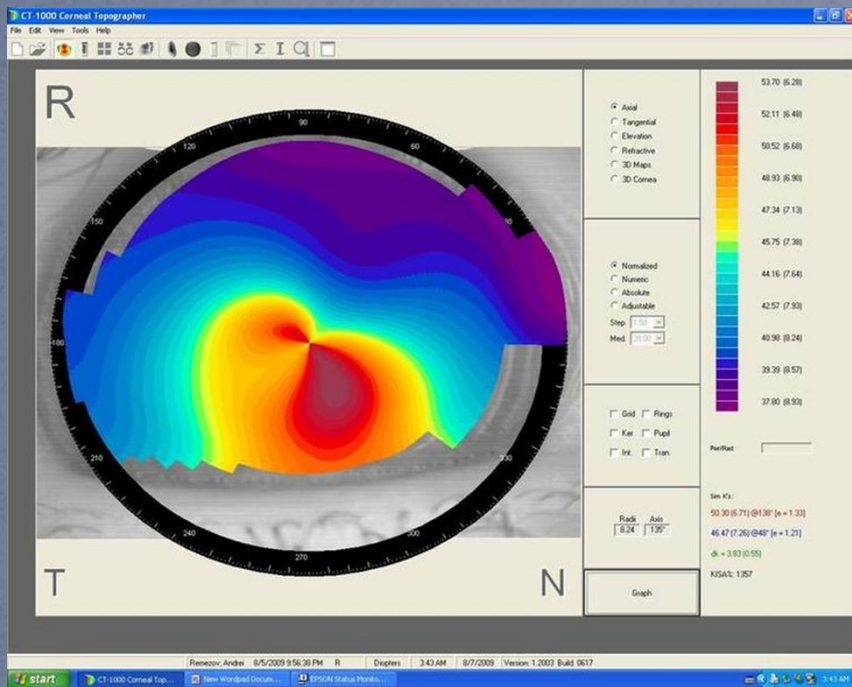 CT-1000 Corneal Topographer
File Edit View Tools Help
R
90
120
60
150
180
210
330
240
300
270
T
N
Axial
Tangential
Elevation
Refractive
3D Maps
3D Cornea
Normalized
Numeric
Absolute
Adjustable
Step 1.50
Med. 39.00
Grid Rings
Ker Pupil
Int. Tran.
Radii Axis
8.24 135°
Graph
53.70 (6.28)
52.11 (6.48)
50.52 (6.68)
48.93 (6.90)
47.34 (7.13)
45.75 (7.38)
44.16 (7.64)
42.57 (7.93)
40.98 (8.24)
39.39 (8.57)
37.80 (8.93)
Pwr/Rad
Sim K's:
50.30 (6.71) @138° [e = 1.33]
46.47 (7.26) @48° [e = 1.21]
dk = 3.83 (0.55)
KISA%: 1357
Remezov, Andrei 8/5/2009 9:56:38 PM R Diopters 3:43 AM 8/7/2009 Version: 1.2003 Build: 0617
start CT-1000 Corneal Top... New Wordpad Docum... EPSON Status Monito... 3:43 AM